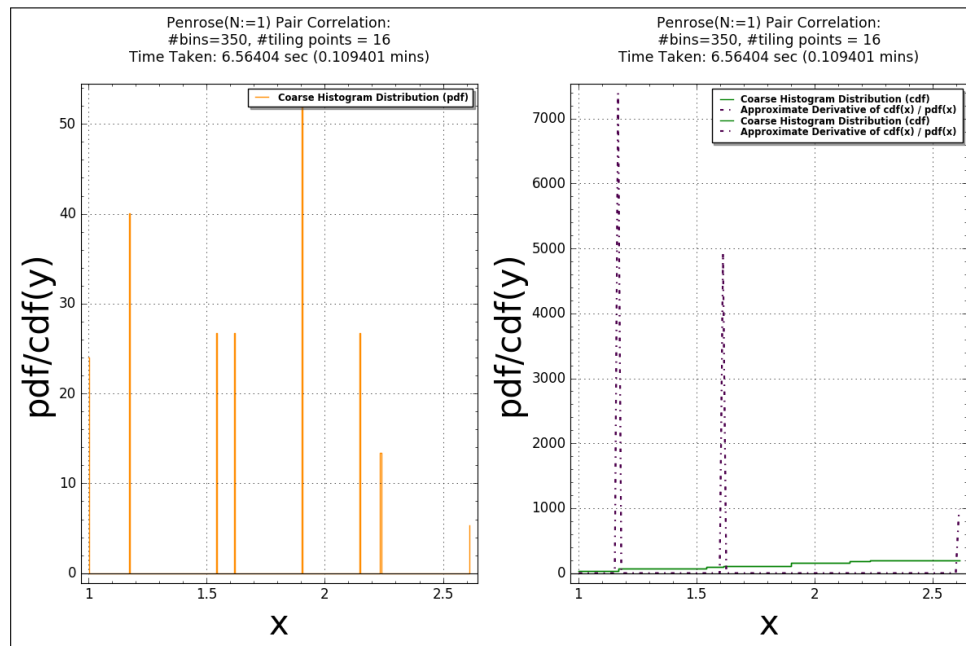 Penrose(N:=1) Pair Correlation:
#bins=350, #tiling points = 16
Time Taken: 6.56404 sec (0.109401 mins)
Coarse Histogram Distribution (pdf)
50
40
30
20
10
0
1
1.5
2
2.5
pdf/cdf(y)
x
Penrose(N:=1) Pair Correlation:
#bins=350, #tiling points = 16
Time Taken: 6.56404 sec (0.109401 mins)
Coarse Histogram Distribution (cdf)
Approximate Derivative of cdf(x) / pdf(x)
Coarse Histogram Distribution (cdf)
Approximate Derivative of cdf(x) / pdf(x)
7000
6000
5000
4000
3000
2000
1000
0
1
1.5
2
2.5
pdf/cdf(y)
x